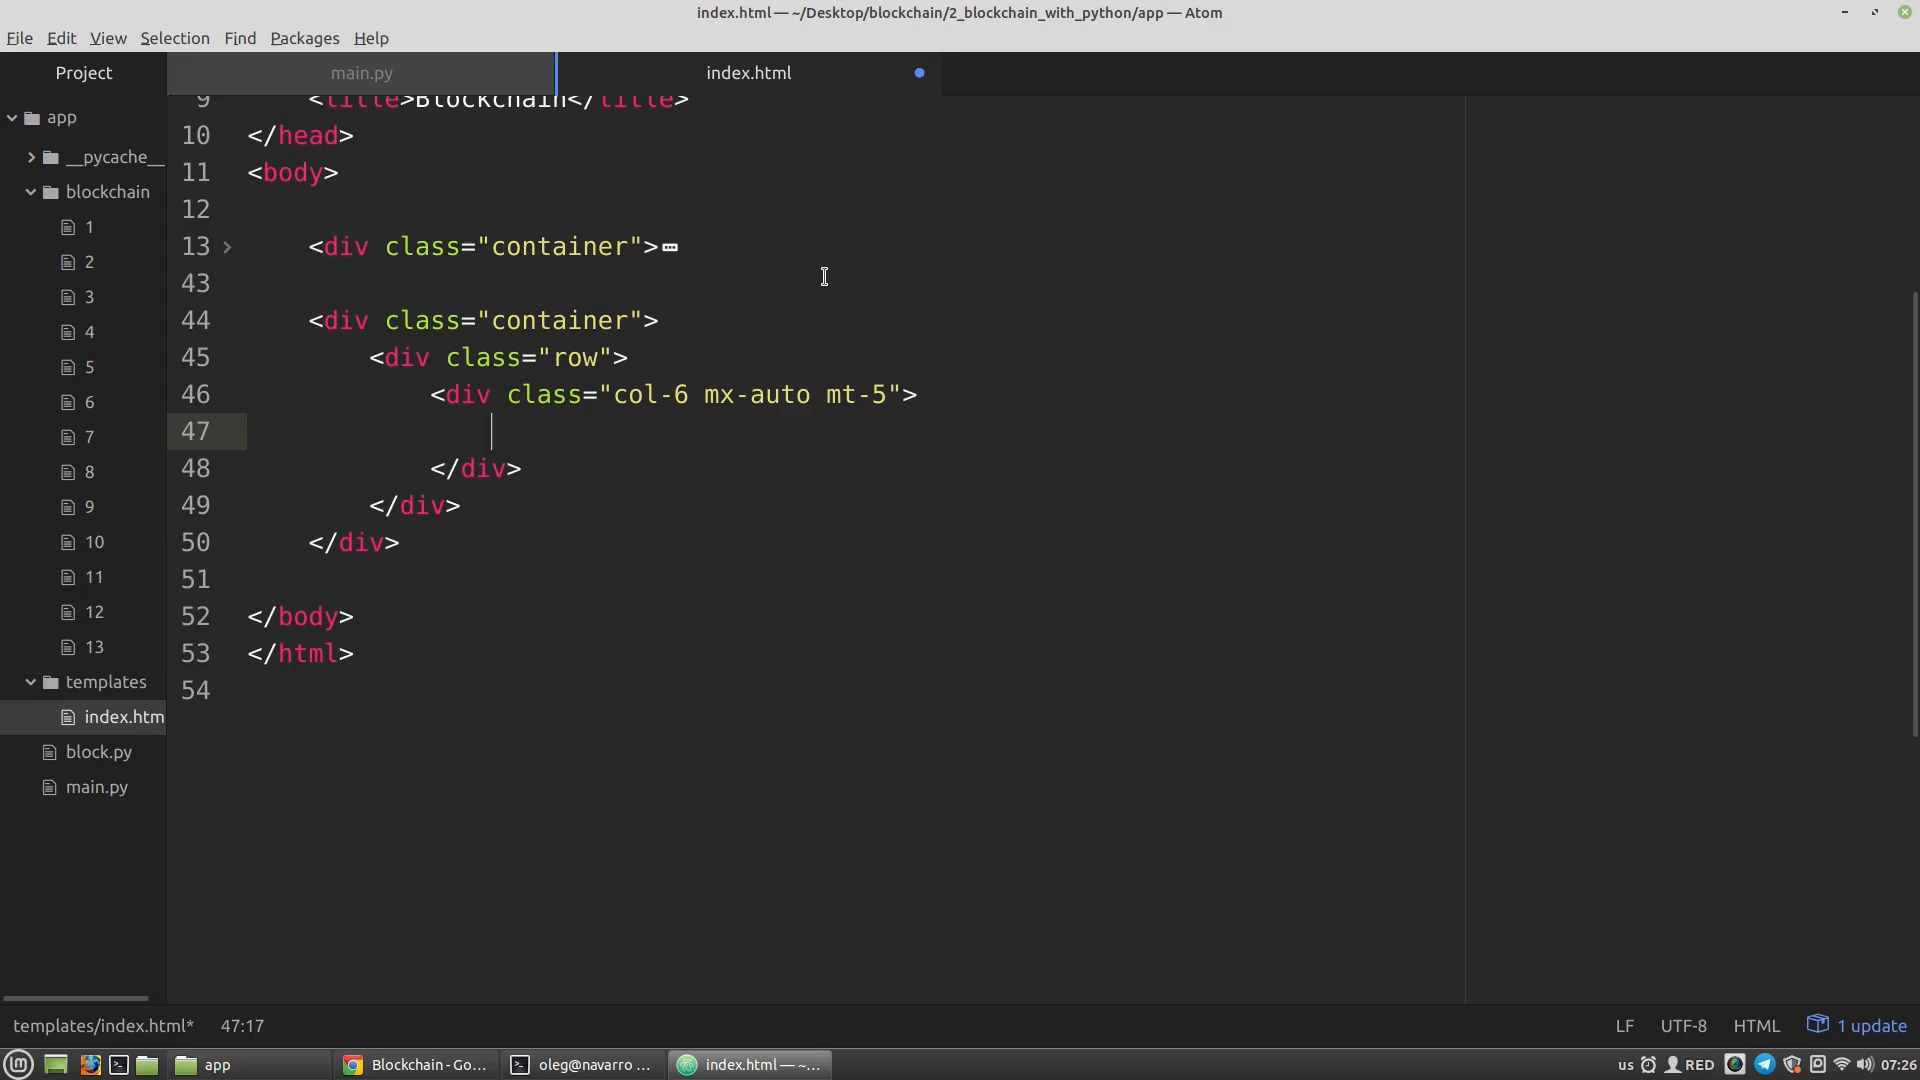 index.html — ~/Desktop/blockchain/2_blockchain_with_python/app — Atom
File Edit View Selection Find Packages Help
Project
main.py
index.html
app
__pycache__
blockchain
1
2
3
4
5
6
7
8
9
10
11
12
13
templates
index.htm
block.py
main.py
9 <title>Blockchain</title>
10 </head>
11 <body>
12
13 <div class="container">
43
44 <div class="container">
45 <div class="row">
46 <div class="col-6 mx-auto mt-5">
47
48 </div>
49 </div>
50 </div>
51
52 </body>
53 </html>
54
templates/index.html* 47:17
LF UTF-8 HTML 1 update
app
Blockchain - Go...
oleg@navarro ...
index.html — ~...
us RED 07:26